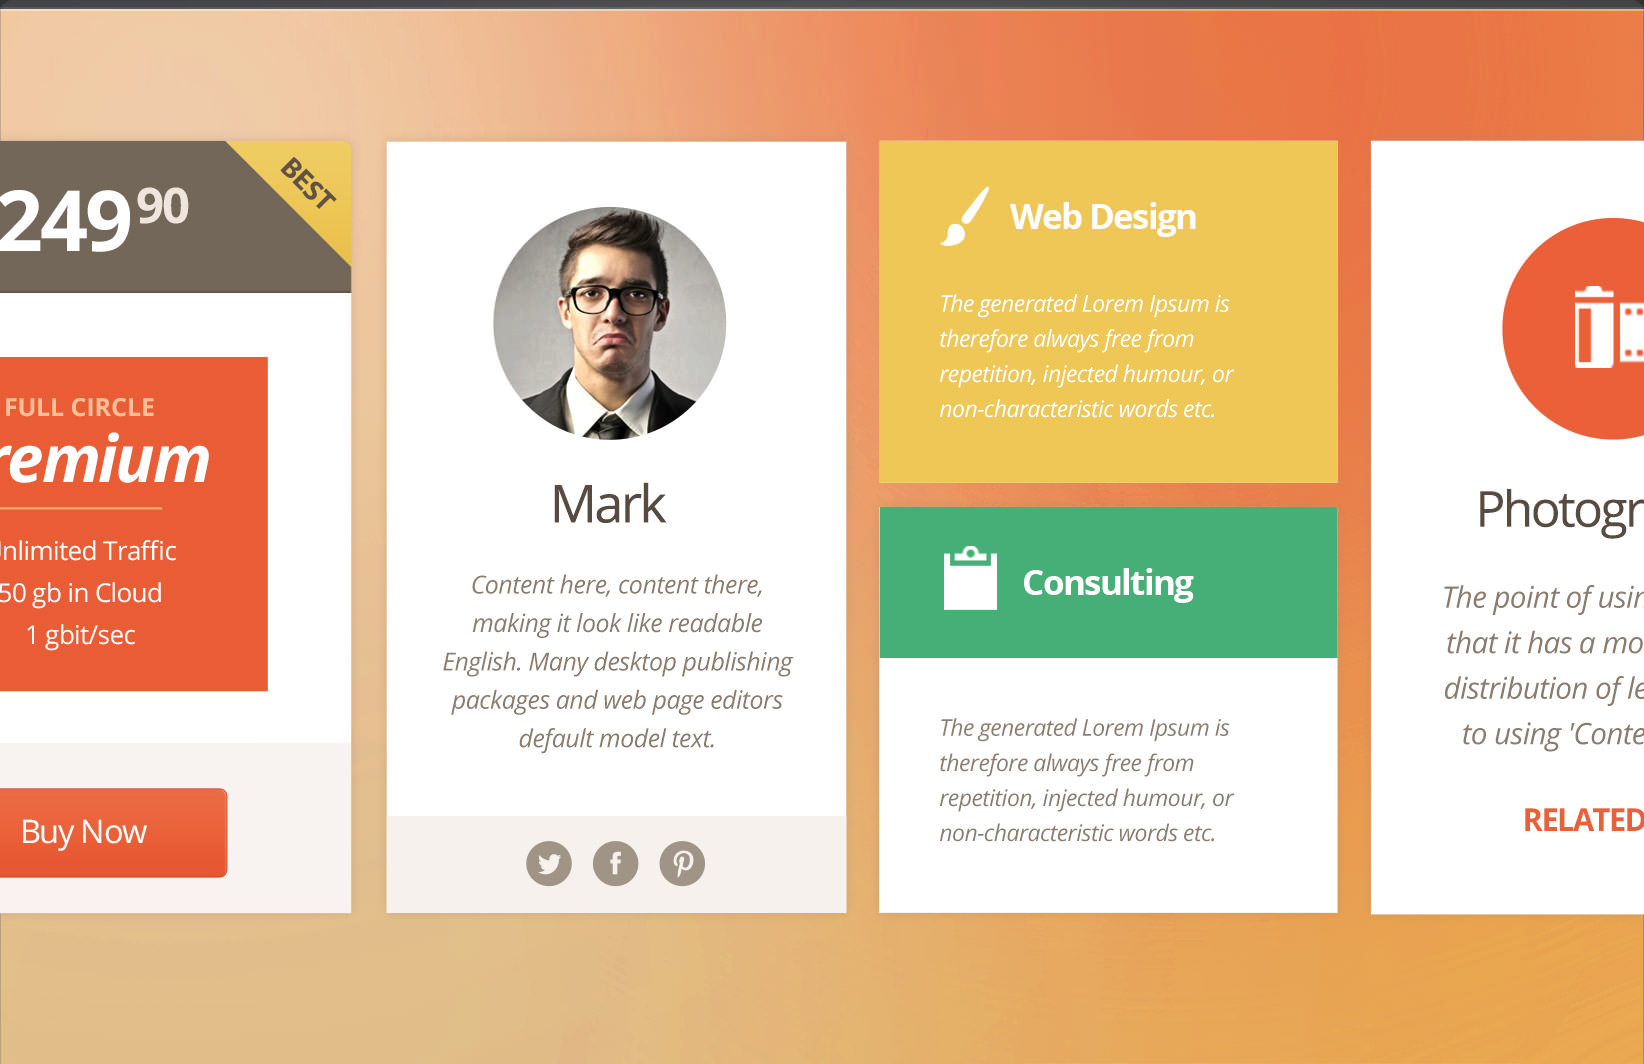 249 90
BEST
FULL CIRCLE
remium
nlimited Traffic
50 gb in Cloud
1 gbit/sec
Buy Now
Mark
Content here, content there,
making it look like readable
English. Many desktop publishing
packages and web page editors
default model text.
Web Design
The generated Lorem Ipsum is
therefore always free from
repetition, injected humour, or
non-characteristic words etc.
Consulting
The generated Lorem Ipsum is
therefore always free from
repetition, injected humour, or
non-characteristic words etc.
Photogr
The point of usin
that it has a mo
distribution of le
to using 'Conte
RELATED